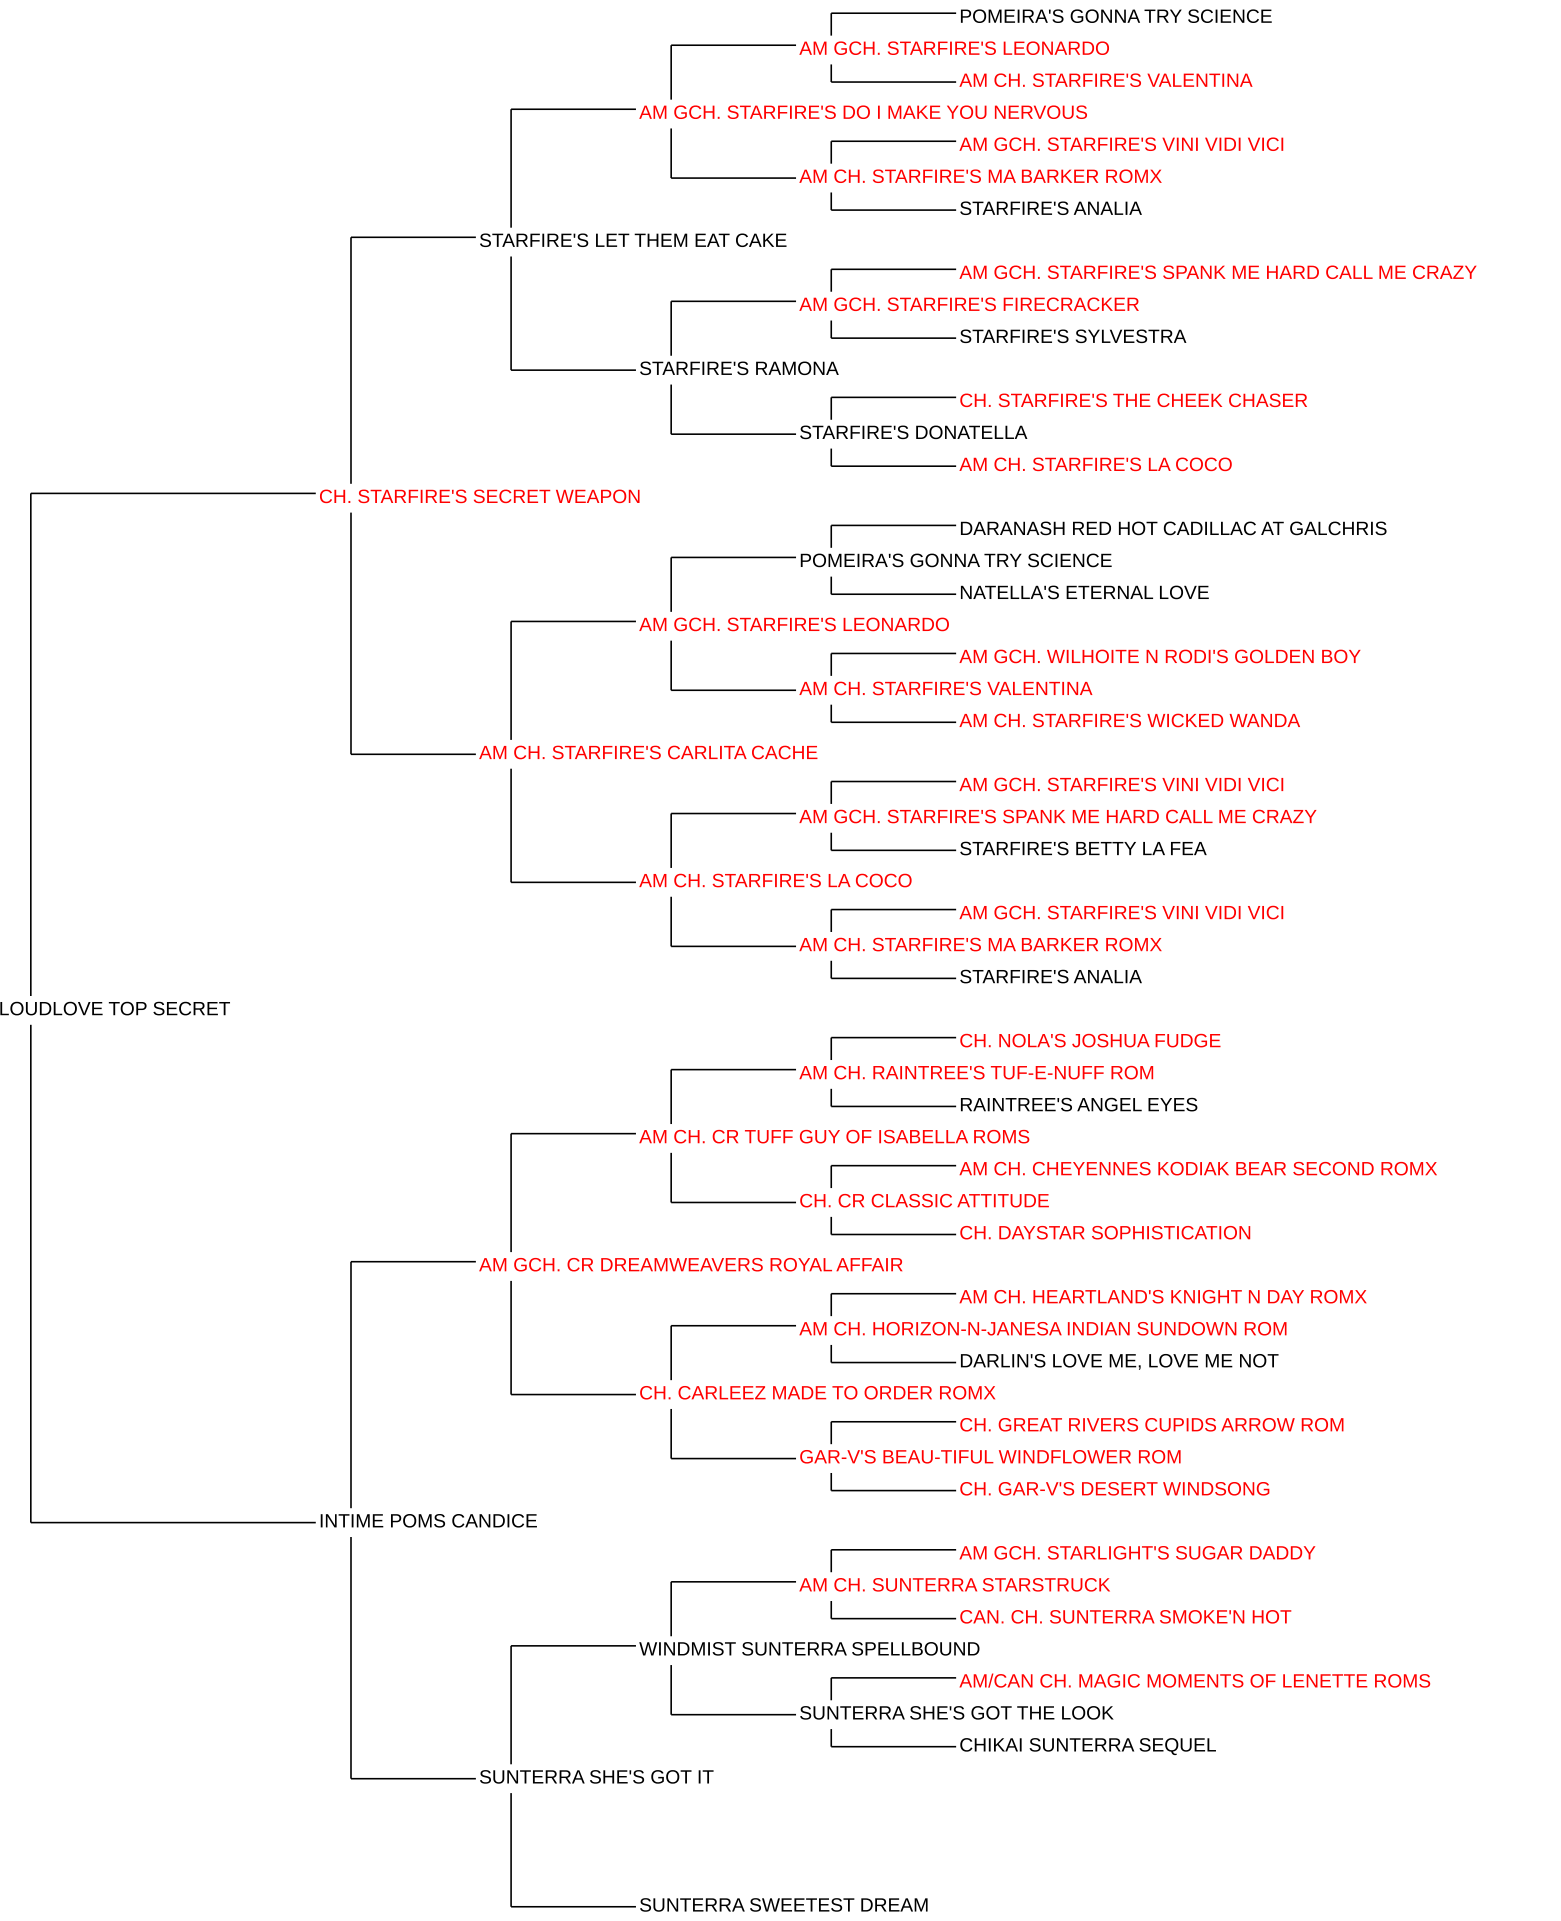 POMEIRA'S GONNA TRY SCIENCE
AM GCH. STARFIRE'S LEONARDO
AM CH. STARFIRE'S VALENTINA
AM GCH. STARFIRE'S DO I MAKE YOU NERVOUS
AM GCH. STARFIRE'S VINI VIDI VICI
AM CH. STARFIRE'S MA BARKER ROMX
STARFIRE'S ANALIA
STARFIRE'S LET THEM EAT CAKE
AM GCH. STARFIRE'S SPANK ME HARD CALL ME CRAZY
AM GCH. STARFIRE'S FIRECRACKER
STARFIRE'S SYLVESTRA
STARFIRE'S RAMONA
CH. STARFIRE'S THE CHEEK CHASER
STARFIRE'S DONATELLA
AM CH. STARFIRE'S LA COCO
CH. STARFIRE'S SECRET WEAPON
DARANASH RED HOT CADILLAC AT GALCHRIS
POMEIRA'S GONNA TRY SCIENCE
NATELLA'S ETERNAL LOVE
AM GCH. STARFIRE'S LEONARDO
AM GCH. WILHOITE N RODI'S GOLDEN BOY
AM CH. STARFIRE'S VALENTINA
AM CH. STARFIRE'S WICKED WANDA
AM CH. STARFIRE'S CARLITA CACHE
AM GCH. STARFIRE'S VINI VIDI VICI
AM GCH. STARFIRE'S SPANK ME HARD CALL ME CRAZY
STARFIRE'S BETTY LA FEA
AM CH. STARFIRE'S LA COCO
AM GCH. STARFIRE'S VINI VIDI VICI
AM CH. STARFIRE'S MA BARKER ROMX
STARFIRE'S ANALIA
LOUDLOVE TOP SECRET
CH. NOLA'S JOSHUA FUDGE
AM CH. RAINTREE'S TUF-E-NUFF ROM
RAINTREE'S ANGEL EYES
AM CH. CR TUFF GUY OF ISABELLA ROMS
AM CH. CHEYENNES KODIAK BEAR SECOND ROMX
CH. CR CLASSIC ATTITUDE
CH. DAYSTAR SOPHISTICATION
AM GCH. CR DREAMWEAVERS ROYAL AFFAIR
AM CH. HEARTLAND'S KNIGHT N DAY ROMX
AM CH. HORIZON-N-JANESA INDIAN SUNDOWN ROM
DARLIN'S LOVE ME, LOVE ME NOT
CH. CARLEEZ MADE TO ORDER ROMX
CH. GREAT RIVERS CUPIDS ARROW ROM
GAR-V'S BEAU-TIFUL WINDFLOWER ROM
CH. GAR-V'S DESERT WINDSONG
INTIME POMS CANDICE
AM GCH. STARLIGHT'S SUGAR DADDY
AM CH. SUNTERRA STARSTRUCK
CAN. CH. SUNTERRA SMOKE'N HOT
WINDMIST SUNTERRA SPELLBOUND
AM/CAN CH. MAGIC MOMENTS OF LENETTE ROMS
SUNTERRA SHE'S GOT THE LOOK
CHIKAI SUNTERRA SEQUEL
SUNTERRA SHE'S GOT IT
SUNTERRA SWEETEST DREAM